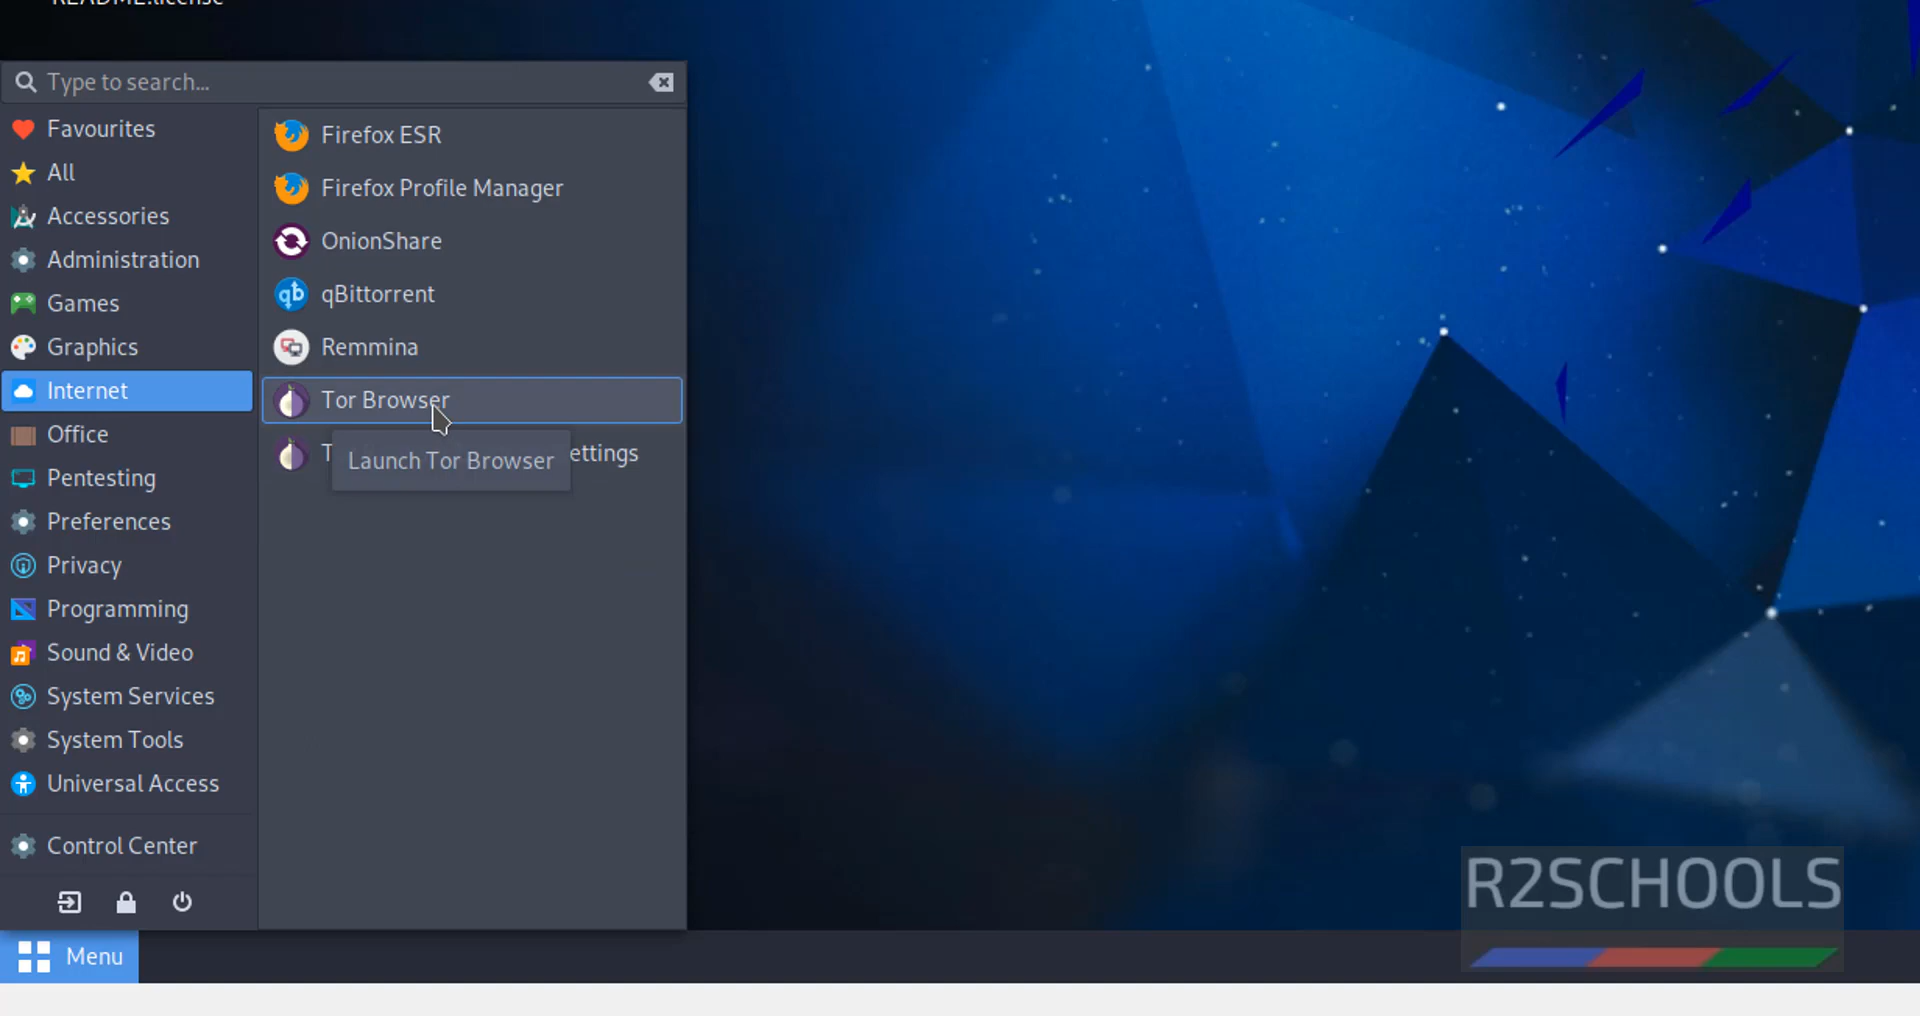 README.license
Type to search...
Favourites
All
Accessories
Administration
Games
Graphics
Internet
Office
Pentesting
Preferences
Privacy
Programming
Sound & Video
System Services
System Tools
Universal Access
Control Center
Menu
Firefox ESR
Firefox Profile Manager
OnionShare
qBittorrent
Remmina
Tor Browser
ettings
Launch Tor Browser
R2SCHOOLS